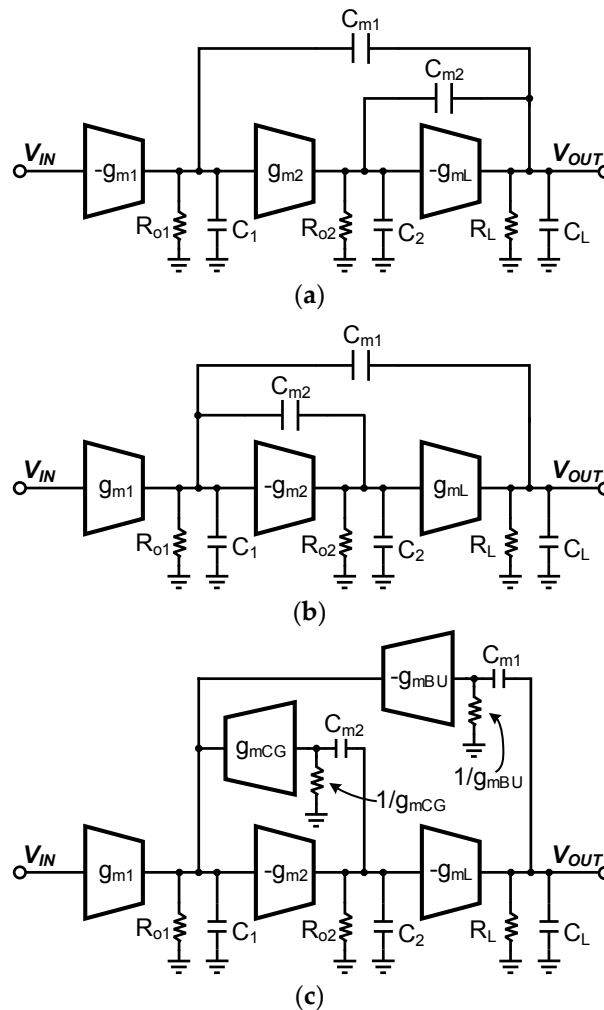 C_m1
C_m2
V_IN
-g_m1
g_m2
-g_mL
V_OUT
R_o1
C_1
R_o2
C_2
R_L
C_L
(a)
C_m1
C_m2
V_IN
g_m1
-g_m2
g_mL
V_OUT
R_o1
C_1
R_o2
C_2
R_L
C_L
(b)
-g_mBU
C_m1
g_mCG
C_m2
1/g_mCG
1/g_mBU
V_IN
g_m1
-g_m2
-g_mL
V_OUT
R_o1
C_1
R_o2
C_2
R_L
C_L
(c)